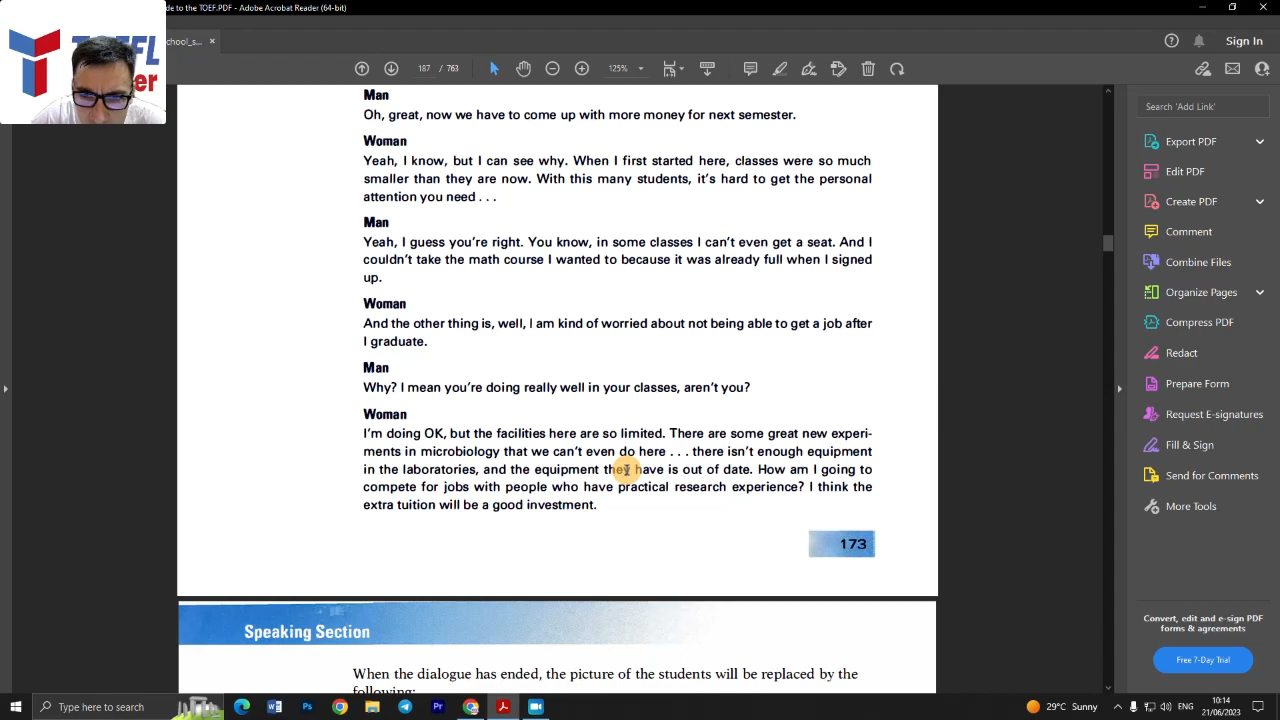 de to the TOEF.PDF - Adobe Acrobat Reader (64-bit)
chool_s...
Sign In
187 / 763
125%
Man
Oh, great, now we have to come up with more money for next semester.
Woman
Yeah, I know, but I can see why. When I first started here, classes were so much
smaller than they are now. With this many students, it's hard to get the personal
attention you need . . .
Man
Yeah, I guess you're right. You know, in some classes I can't even get a seat. And I
couldn't take the math course I wanted to because it was already full when I signed
up.
Woman
And the other thing is, well, I am kind of worried about not being able to get a job after
I graduate.
Man
Why? I mean you're doing really well in your classes, aren't you?
Woman
I'm doing OK, but the facilities here are so limited. There are some great new experi-
ments in microbiology that we can't even do here . . . there isn't enough equipment
in the laboratories, and the equipment they have is out of date. How am I going to
compete for jobs with people who have practical research experience? I think the
extra tuition will be a good investment.
173
Speaking Section
When the dialogue has ended, the picture of the students will be replaced by the
following:
Search 'Add Link'
Export PDF
Edit PDF
Create PDF
Comment
Combine Files
Organize Pages
Compress PDF
Redact
Prepare Form
Request E-signatures
Fill & Sign
Send for Comments
More Tools
Convert, edit and e-sign PDF
forms & agreements
Free 7-Day Trial
Type here to search
29°C Sunny
ENG
10:14
21/06/2023